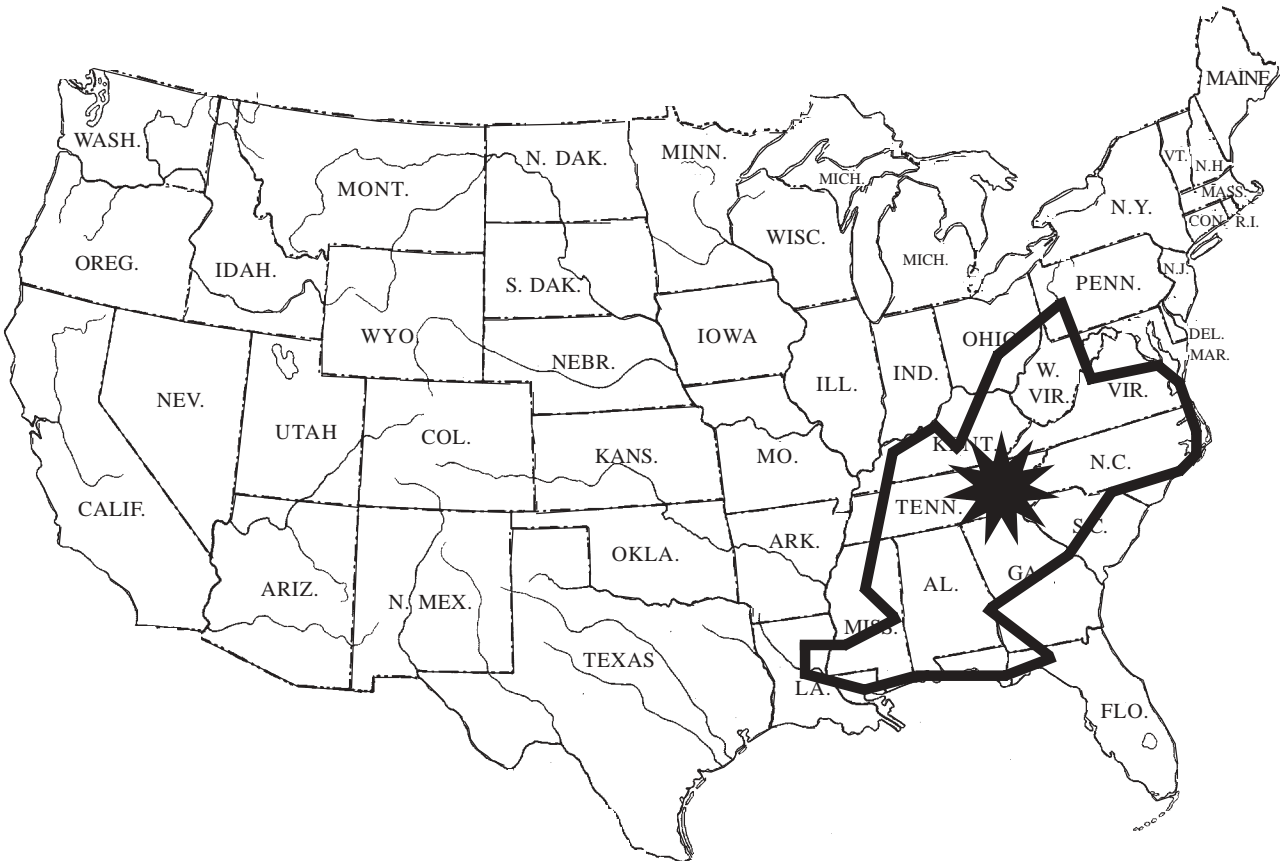 MAINE
WASH.
N. DAK.
MINN.
VT.
N.H.
MICH.
MONT.
MASS.
N.Y.
CON.
R.I.
WISC.
OREG.
IDAH.
MICH.
N.J.
PENN.
S. DAK.
WYO
IOWA
OHIO
DEL.
MAR.
NEBR.
W.
VIR.
IND.
ILL.
VIR.
NEV.
UTAH
COL.
KENT.
KANS.
MO.
N.C.
CALIF.
TENN.
S.C.
ARK.
OKLA.
GA.
AL.
ARIZ.
N. MEX.
MISS.
TEXAS
LA.
FLO.